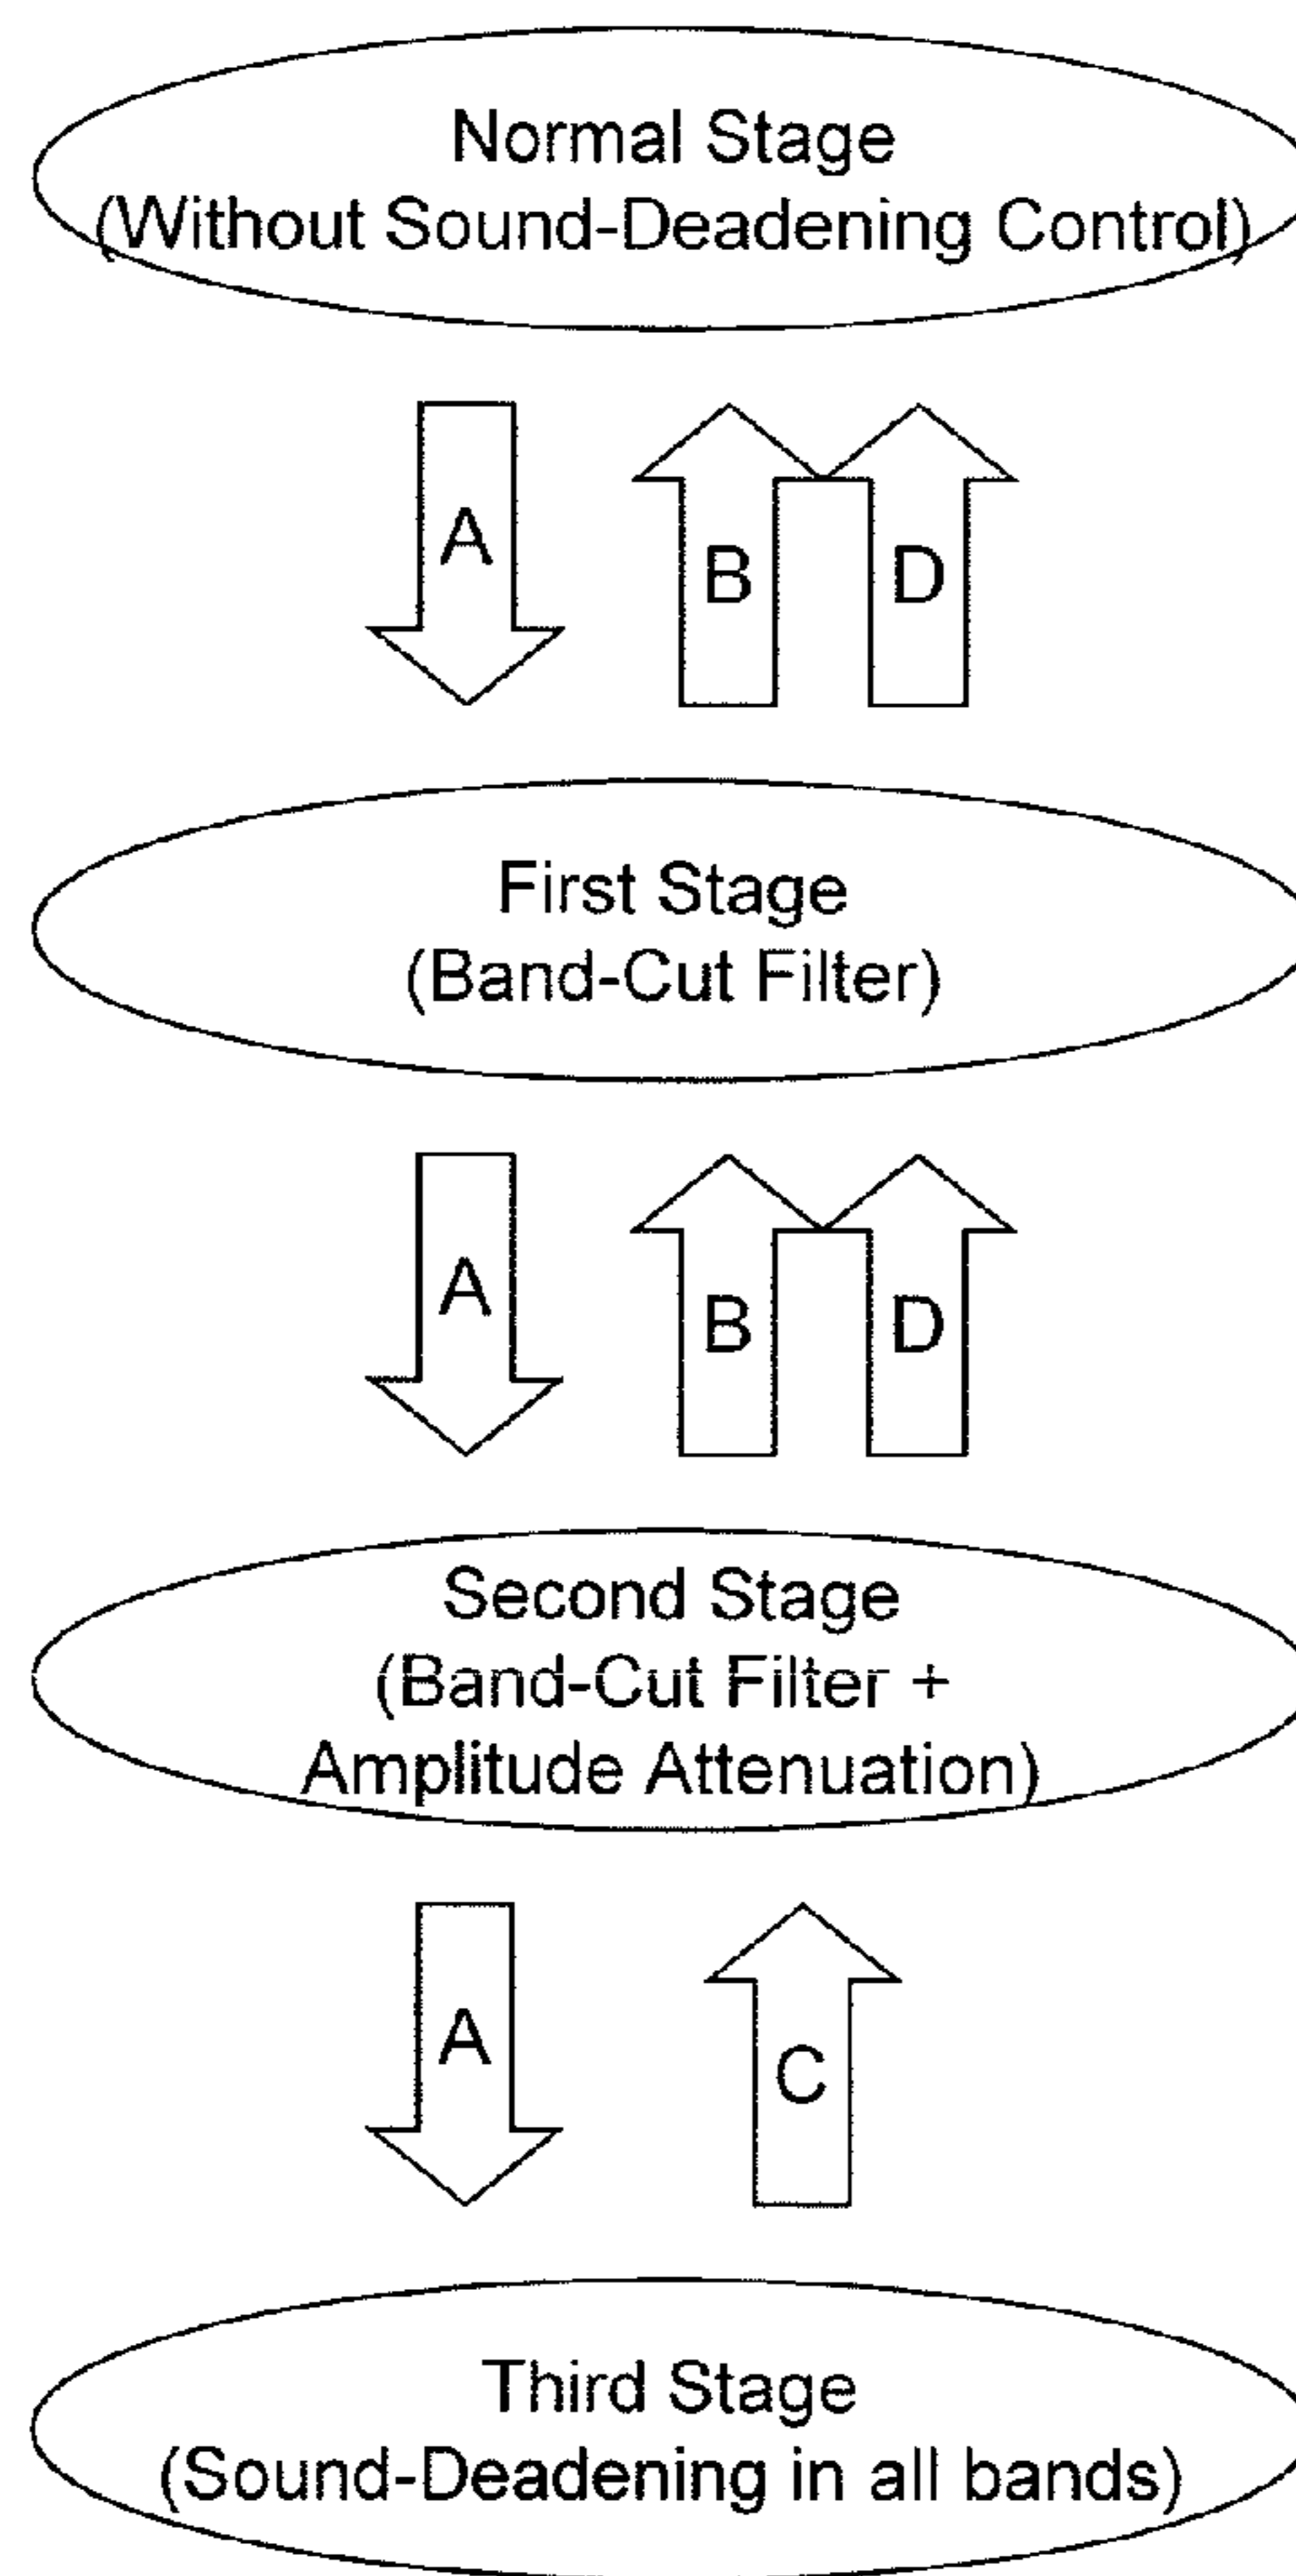 Normal Stage
(Without Sound-Deadening Control)
A
B
D
First Stage
(Band-Cut Filter)
A
B
D
Second Stage
(Band-Cut Filter +
Amplitude Attenuation)
A
C
Third Stage
(Sound-Deadening in all bands)